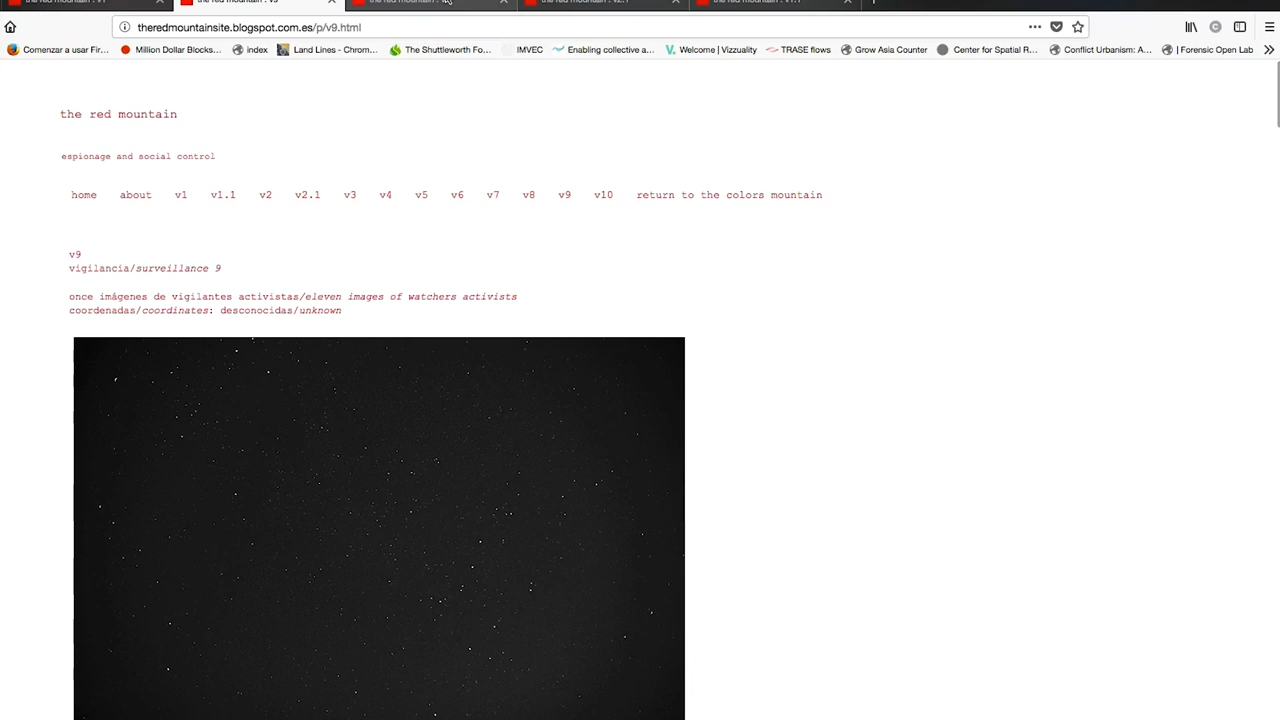 theredmountainsite.blogspot.com.es/p/v9.html
Comenzar a usar Fir... Million Dollar Blocks... index Land Lines - Chrom... The Shuttleworth Fo... IMVEC Enabling collective a... Welcome | Vizzuality TRASE flows Grow Asia Counter Center for Spatial R... Conflict Urbanism: A... | Forensic Open Lab
the red mountain
espionage and social control
home about v1 v1.1 v2 v2.1 v3 v4 v5 v6 v7 v8 v9 v10 return to the colors mountain
v9
vigilancia/surveillance 9
once imágenes de vigilantes activistas/eleven images of watchers activists
coordenadas/coordinates: desconocidas/unknown